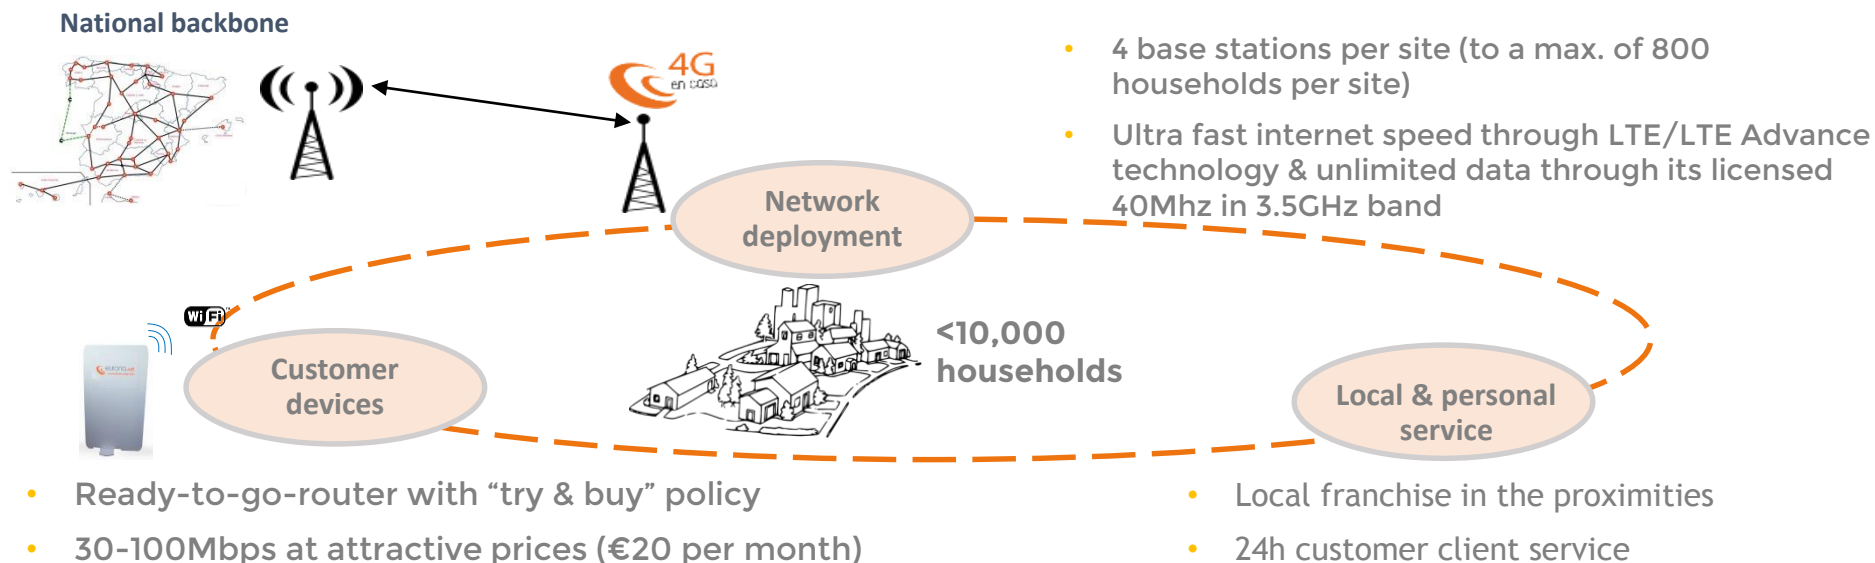 National backbone
4G
en casa
• 4 base stations per site (to a max. of 800
households per site)
• Ultra fast internet speed through LTE/LTE Advance
technology & unlimited data through its licensed
40Mhz in 3.5GHz band
Network
deployment
WiFi
<10,000
households
Customer
devices
eurona
Local & personal
service
• Ready-to-go-router with “try & buy” policy
• 30-100Mbps at attractive prices (€20 per month)
• Local franchise in the proximities
• 24h customer client service